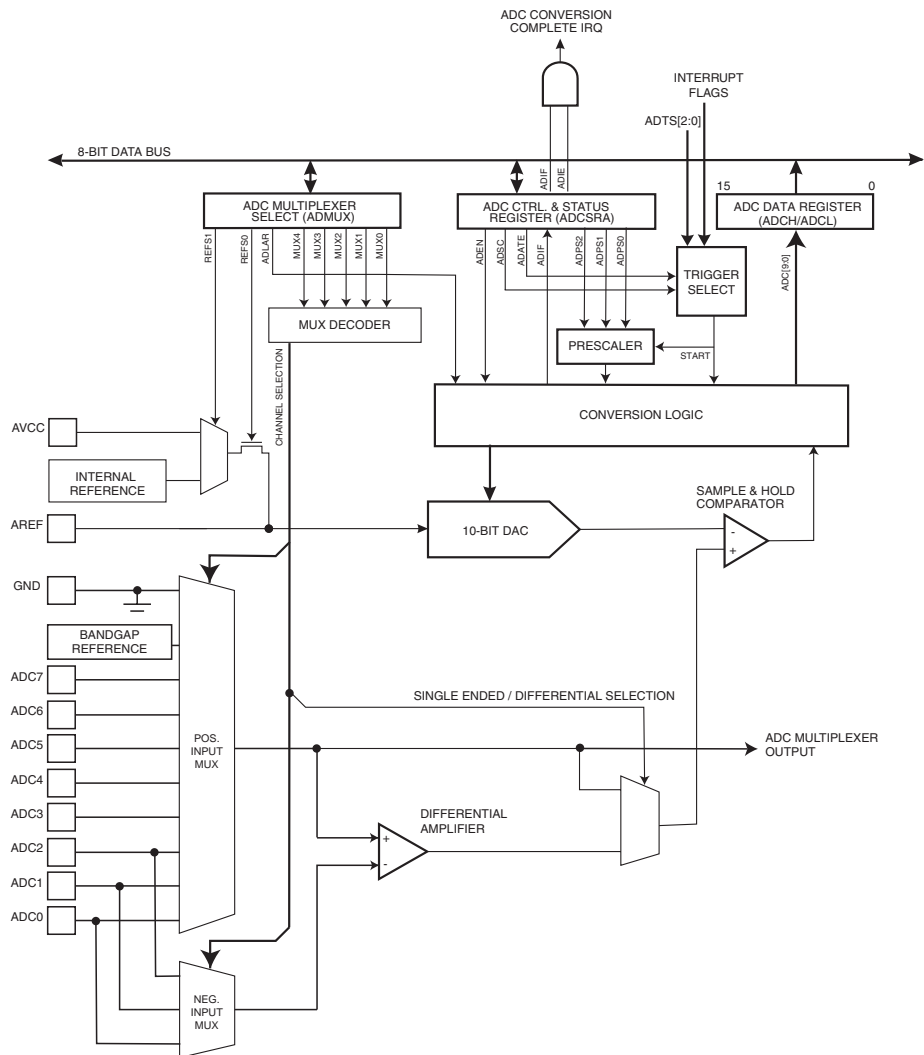 ADC CONVERSION
COMPLETE IRQ
INTERRUPT
FLAGS
ADTS[2:0]
8-BIT DATA BUS
ADIF
ADIE
15
0
ADC MULTIPLEXER
SELECT (ADMUX)
ADC CTRL. & STATUS
REGISTER (ADCSRA)
ADC DATA REGISTER
(ADCH/ADCL)
REFS1
REFS0
ADLAR
MUX4
MUX3
MUX2
MUX1
MUX0
ADEN
ADSC
ADATE
ADIF
ADPS2
ADPS1
ADPS0
ADC[9:0]
TRIGGER
SELECT
MUX DECODER
PRESCALER
START
CHANNEL SELECTION
CONVERSION LOGIC
AVCC
INTERNAL
REFERENCE
SAMPLE & HOLD
COMPARATOR
AREF
10-BIT DAC
-
+
GND
BANDGAP
REFERENCE
ADC7
SINGLE ENDED / DIFFERENTIAL SELECTION
ADC6
POS.
INPUT
MUX
ADC5
ADC MULTIPLEXER
OUTPUT
ADC4
ADC3
DIFFERENTIAL
AMPLIFIER
+
-
ADC2
ADC1
ADC0
NEG.
INPUT
MUX